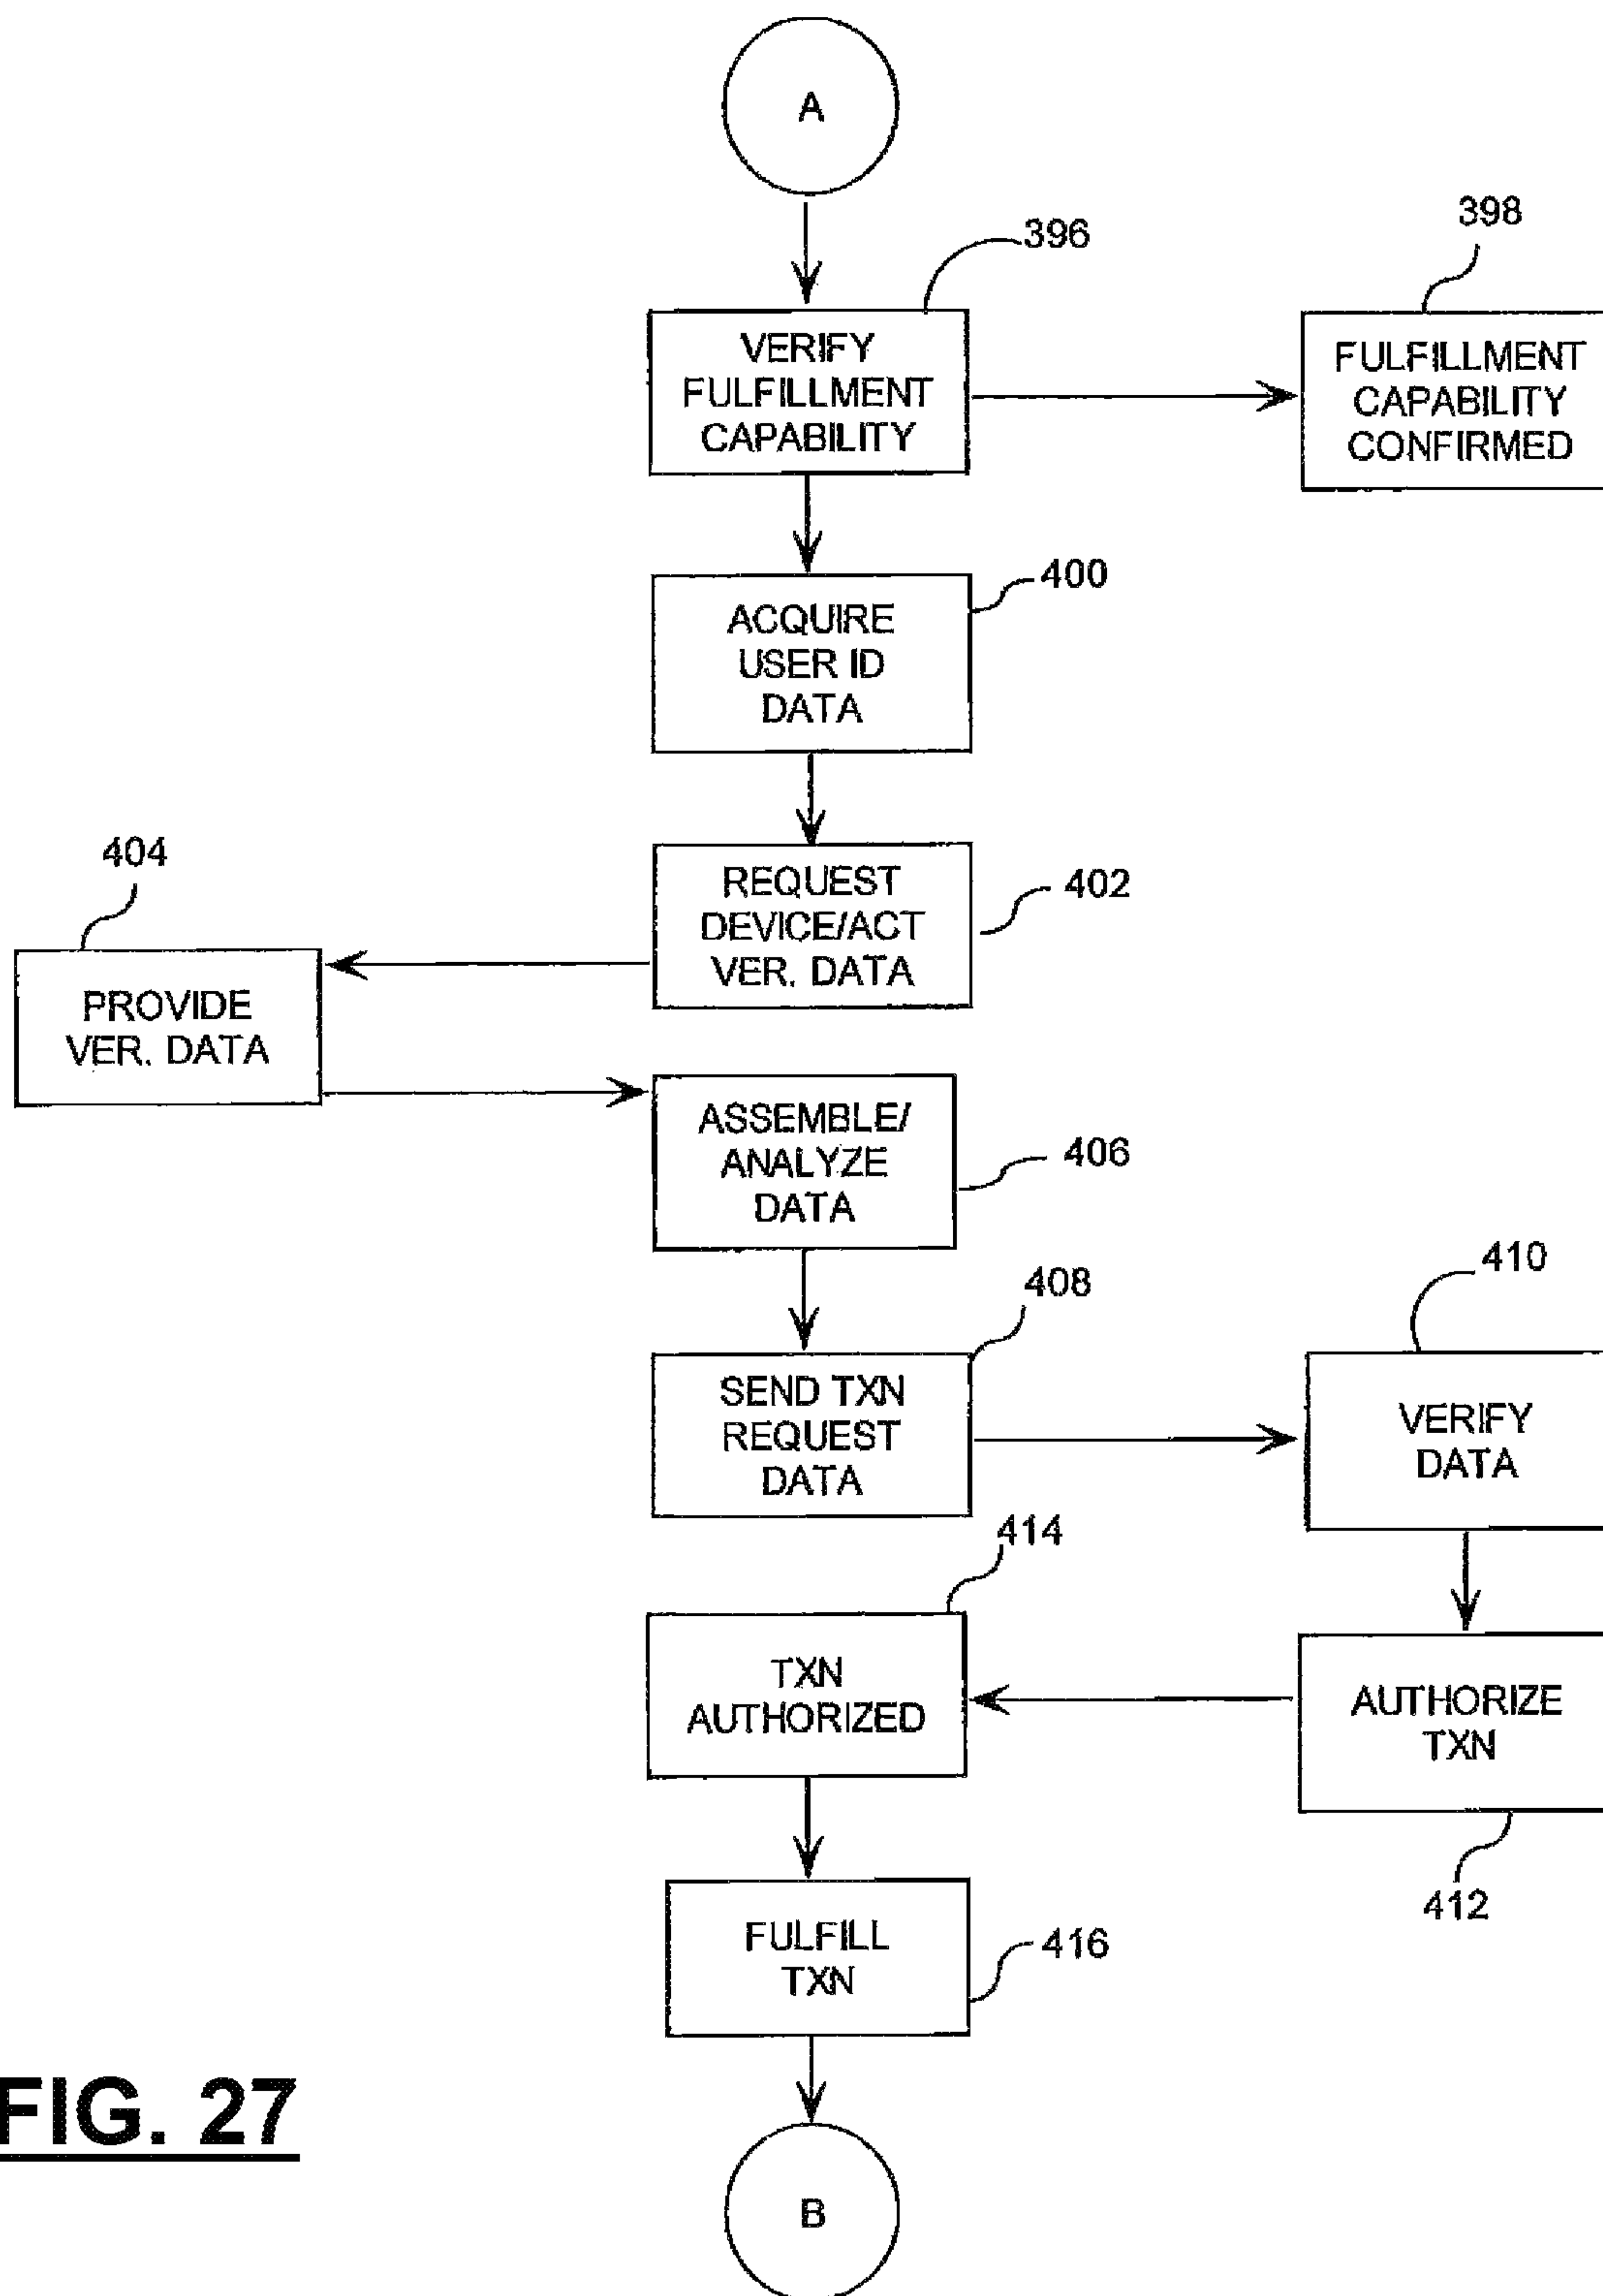 A
396
398
VERIFY
FULFILLMENT
CAPABILITY
FULFILLMENT
CAPABILITY
CONFIRMED
400
ACQUIRE
USER ID
DATA
404
402
REQUEST
DEVICE/ACT
VER. DATA
PROVIDE
VER. DATA
ASSEMBLE/
ANALYZE
DATA
406
408
410
SEND TXN
REQUEST
DATA
VERIFY
DATA
414
TXN
AUTHORIZED
AUTHORIZE
TXN
412
FULFILL
TXN
416
FIG. 27
B